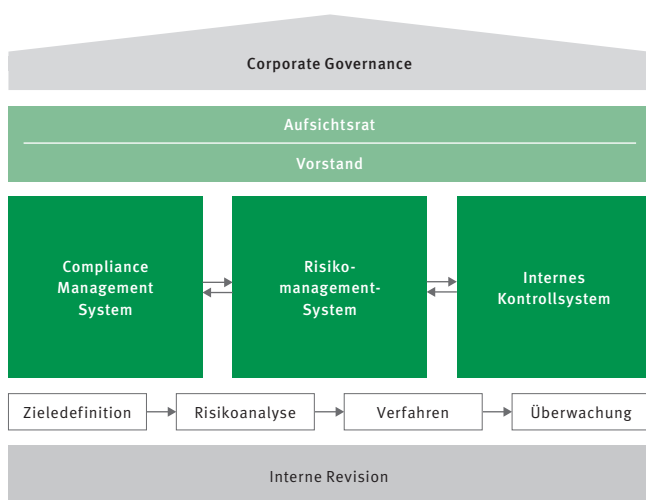 Corporate Governance
Aufsichtsrat
Vorstand
Compliance
Management
System
Risiko-
management-
System
Internes
Kontrollsystem
Zieledefinition
Risikoanalyse
Verfahren
Überwachung
Interne Revision